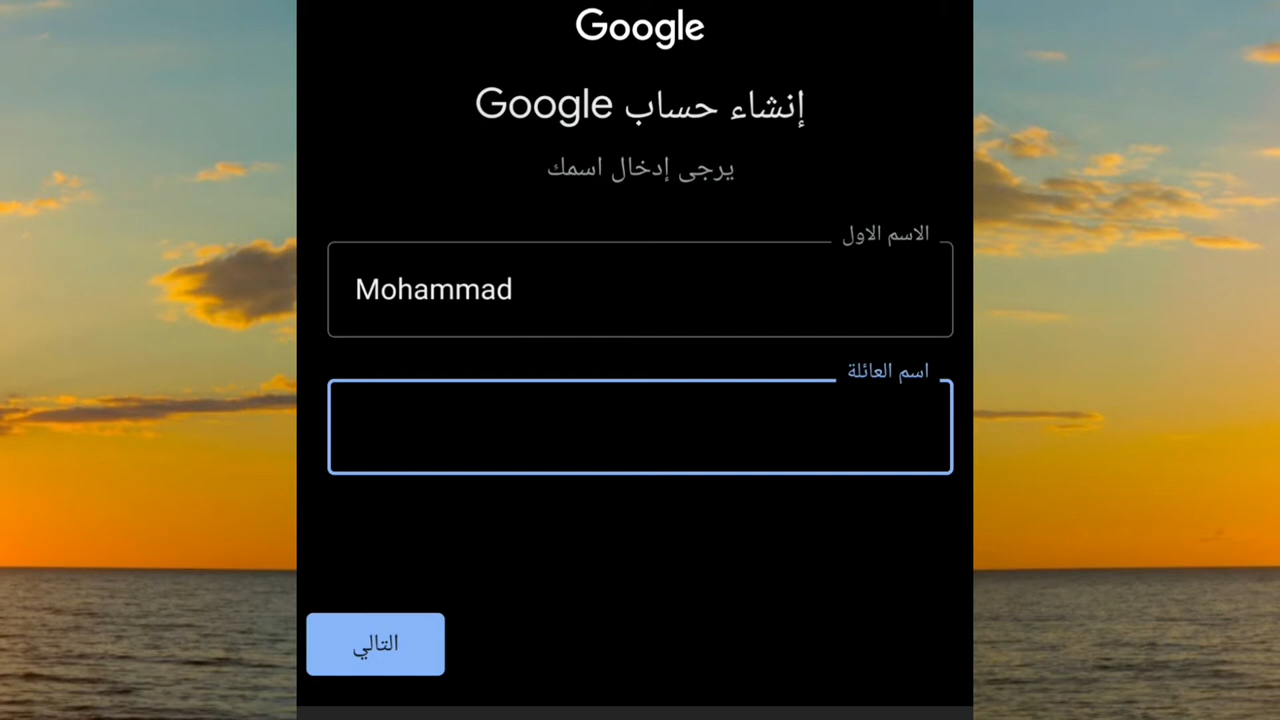 Google
إنشاء حساب Google
يرجى إدخال اسمك
الاسم الاول
Mohammad
اسم العائلة
التالي